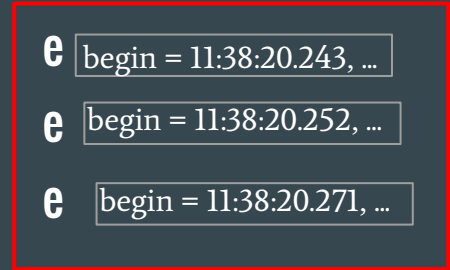 e begin = 11:38:20.243, ...
e begin = 11:38:20.252, ...
e begin = 11:38:20.271, ...